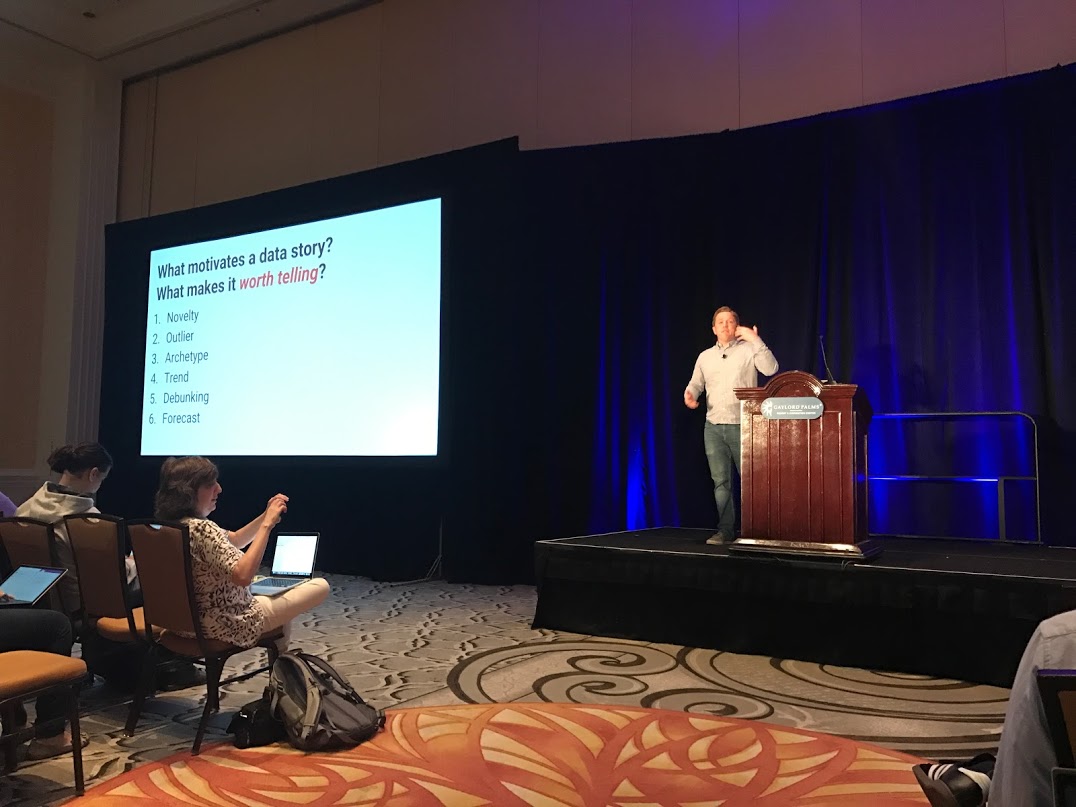 What motivates a data story?
What makes it worth telling?
1. Novelty
2. Outlier
3. Archetype
4. Trend
5. Debunking
6. Forecast
GAYLORD PALMS